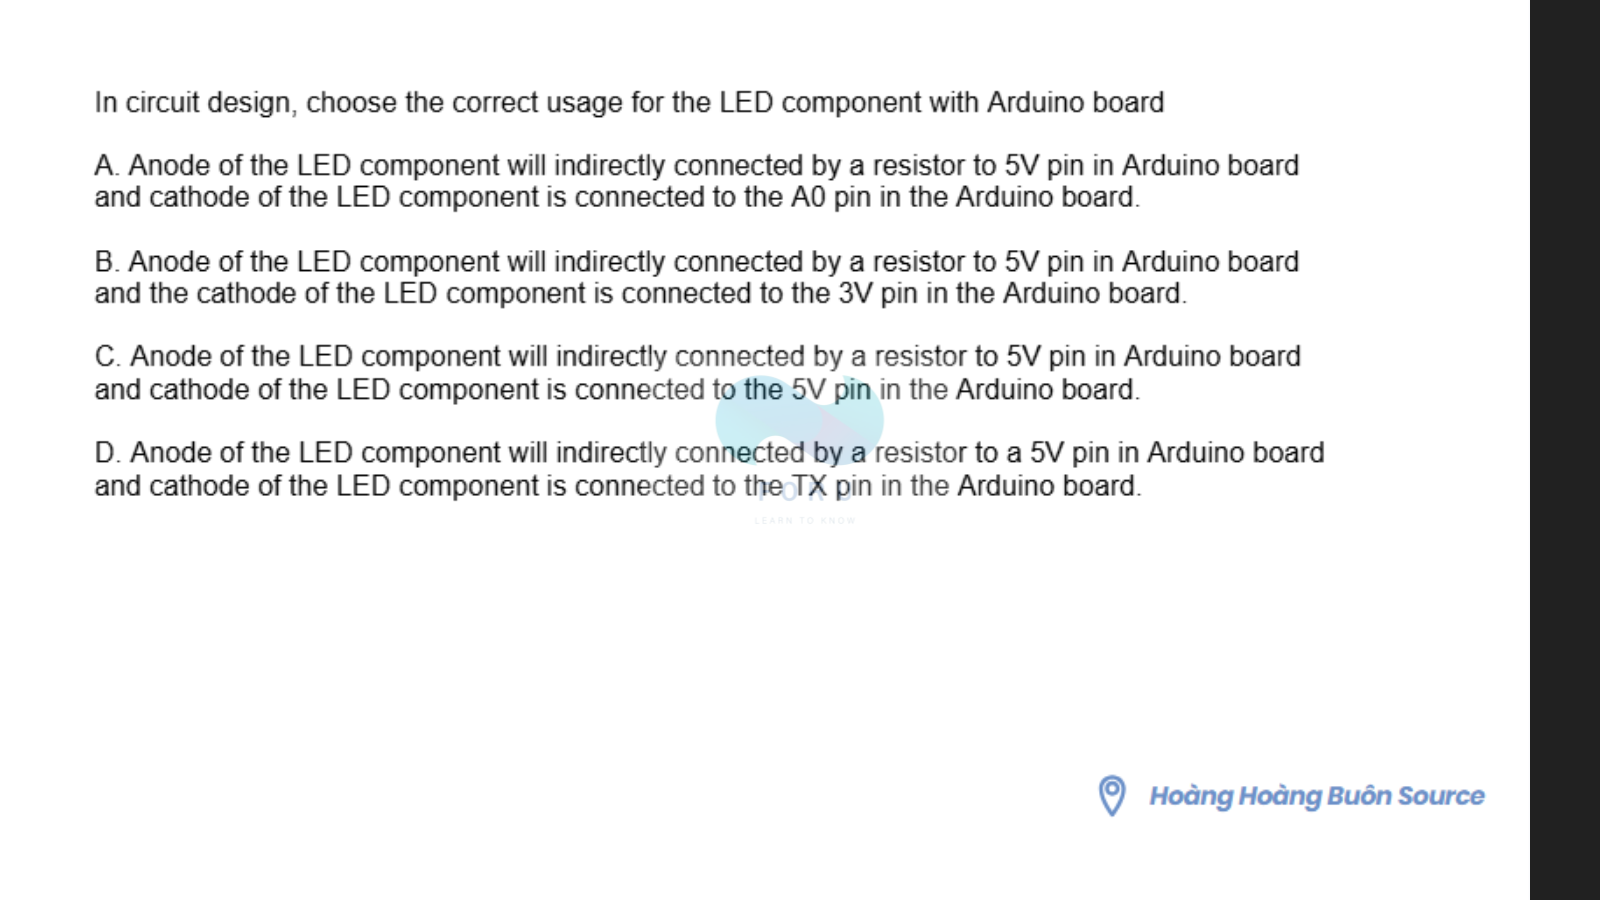 In circuit design, choose the correct usage for the LED component with Arduino board
A. Anode of the LED component will indirectly connected by a resistor to 5V pin in Arduino board
and cathode of the LED component is connected to the A0 pin in the Arduino board.
B. Anode of the LED component will indirectly connected by a resistor to 5V pin in Arduino board
and the cathode of the LED component is connected to the 3V pin in the Arduino board.
C. Anode of the LED component will indirectly connected by a resistor to 5V pin in Arduino board
and cathode of the LED component is connected to the 5V pin in the Arduino board.
D. Anode of the LED component will indirectly connected by a resistor to a 5V pin in Arduino board
and cathode of the LED component is connected to the TX pin in the Arduino board.
LEARN TO KNOW
Hoàng Hoàng Buôn Source